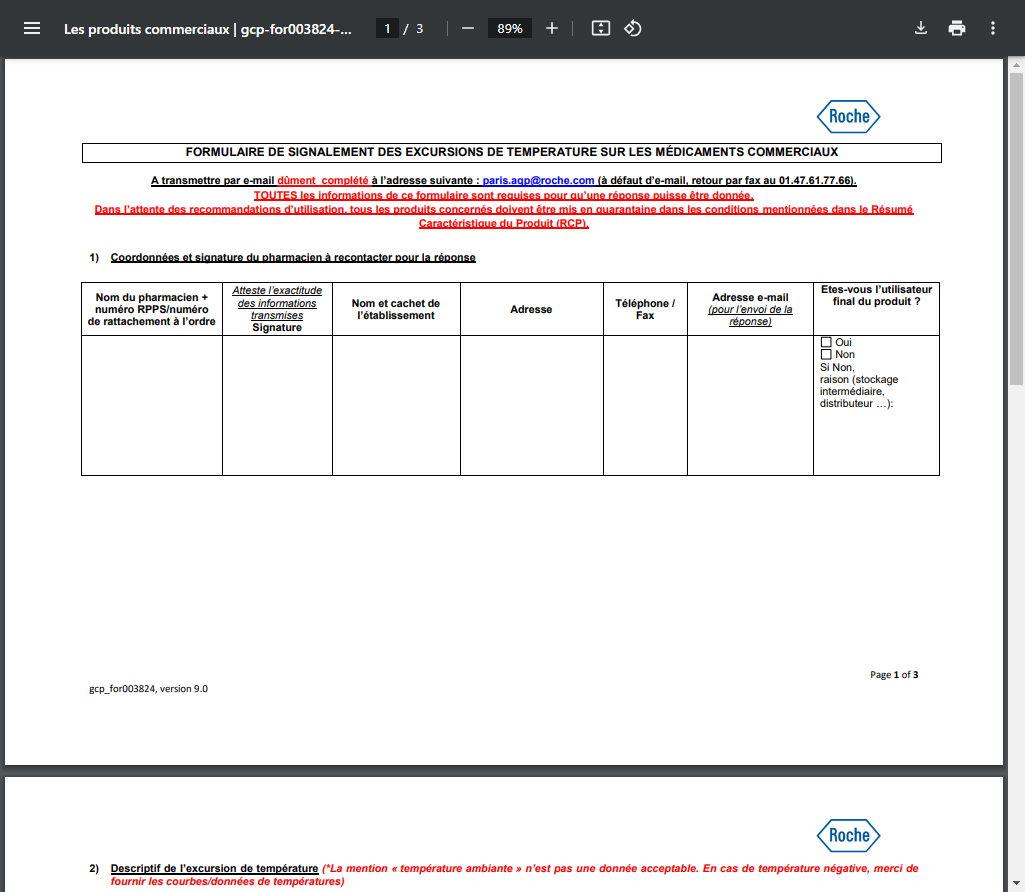 Les produits commerciaux | gcp-for003824-...
1 / 3
89%
Roche
FORMULAIRE DE SIGNALEMENT DES EXCURSIONS DE TEMPERATURE SUR LES MÉDICAMENTS COMMERCIAUX
A transmettre par e-mail dûment complété à l'adresse suivante : paris.aqp@roche.com (à défaut d'e-mail, retour par fax au 01.47.61.77.66).
TOUTES les informations de ce formulaire sont requises pour qu'une réponse puisse être donnée.
Dans l'attente des recommandations d'utilisation, tous les produits concernés doivent être mis en quarantaine dans les conditions mentionnées dans le Résumé
Caractéristique du Produit (RCP).
1) Coordonnées et signature du pharmacien à recontacter pour la réponse
Nom du pharmacien +
numéro RPPS/numéro
de rattachement à l'ordre
Atteste l'exactitude
des informations
transmises
Signature
Nom et cachet de
l'établissement
Adresse
Téléphone /
Fax
Adresse e-mail
(pour l'envoi de la
réponse)
Etes-vous l'utilisateur
final du produit ?
Oui
Non
Si Non,
raison (stockage
intermédiaire,
distributeur …):
Page 1 of 3
gcp_for003824, version 9.0
Roche
2) Descriptif de l'excursion de température (*La mention « température ambiante » n'est pas une donnée acceptable. En cas de température négative, merci de
fournir les courbes/données de températures)